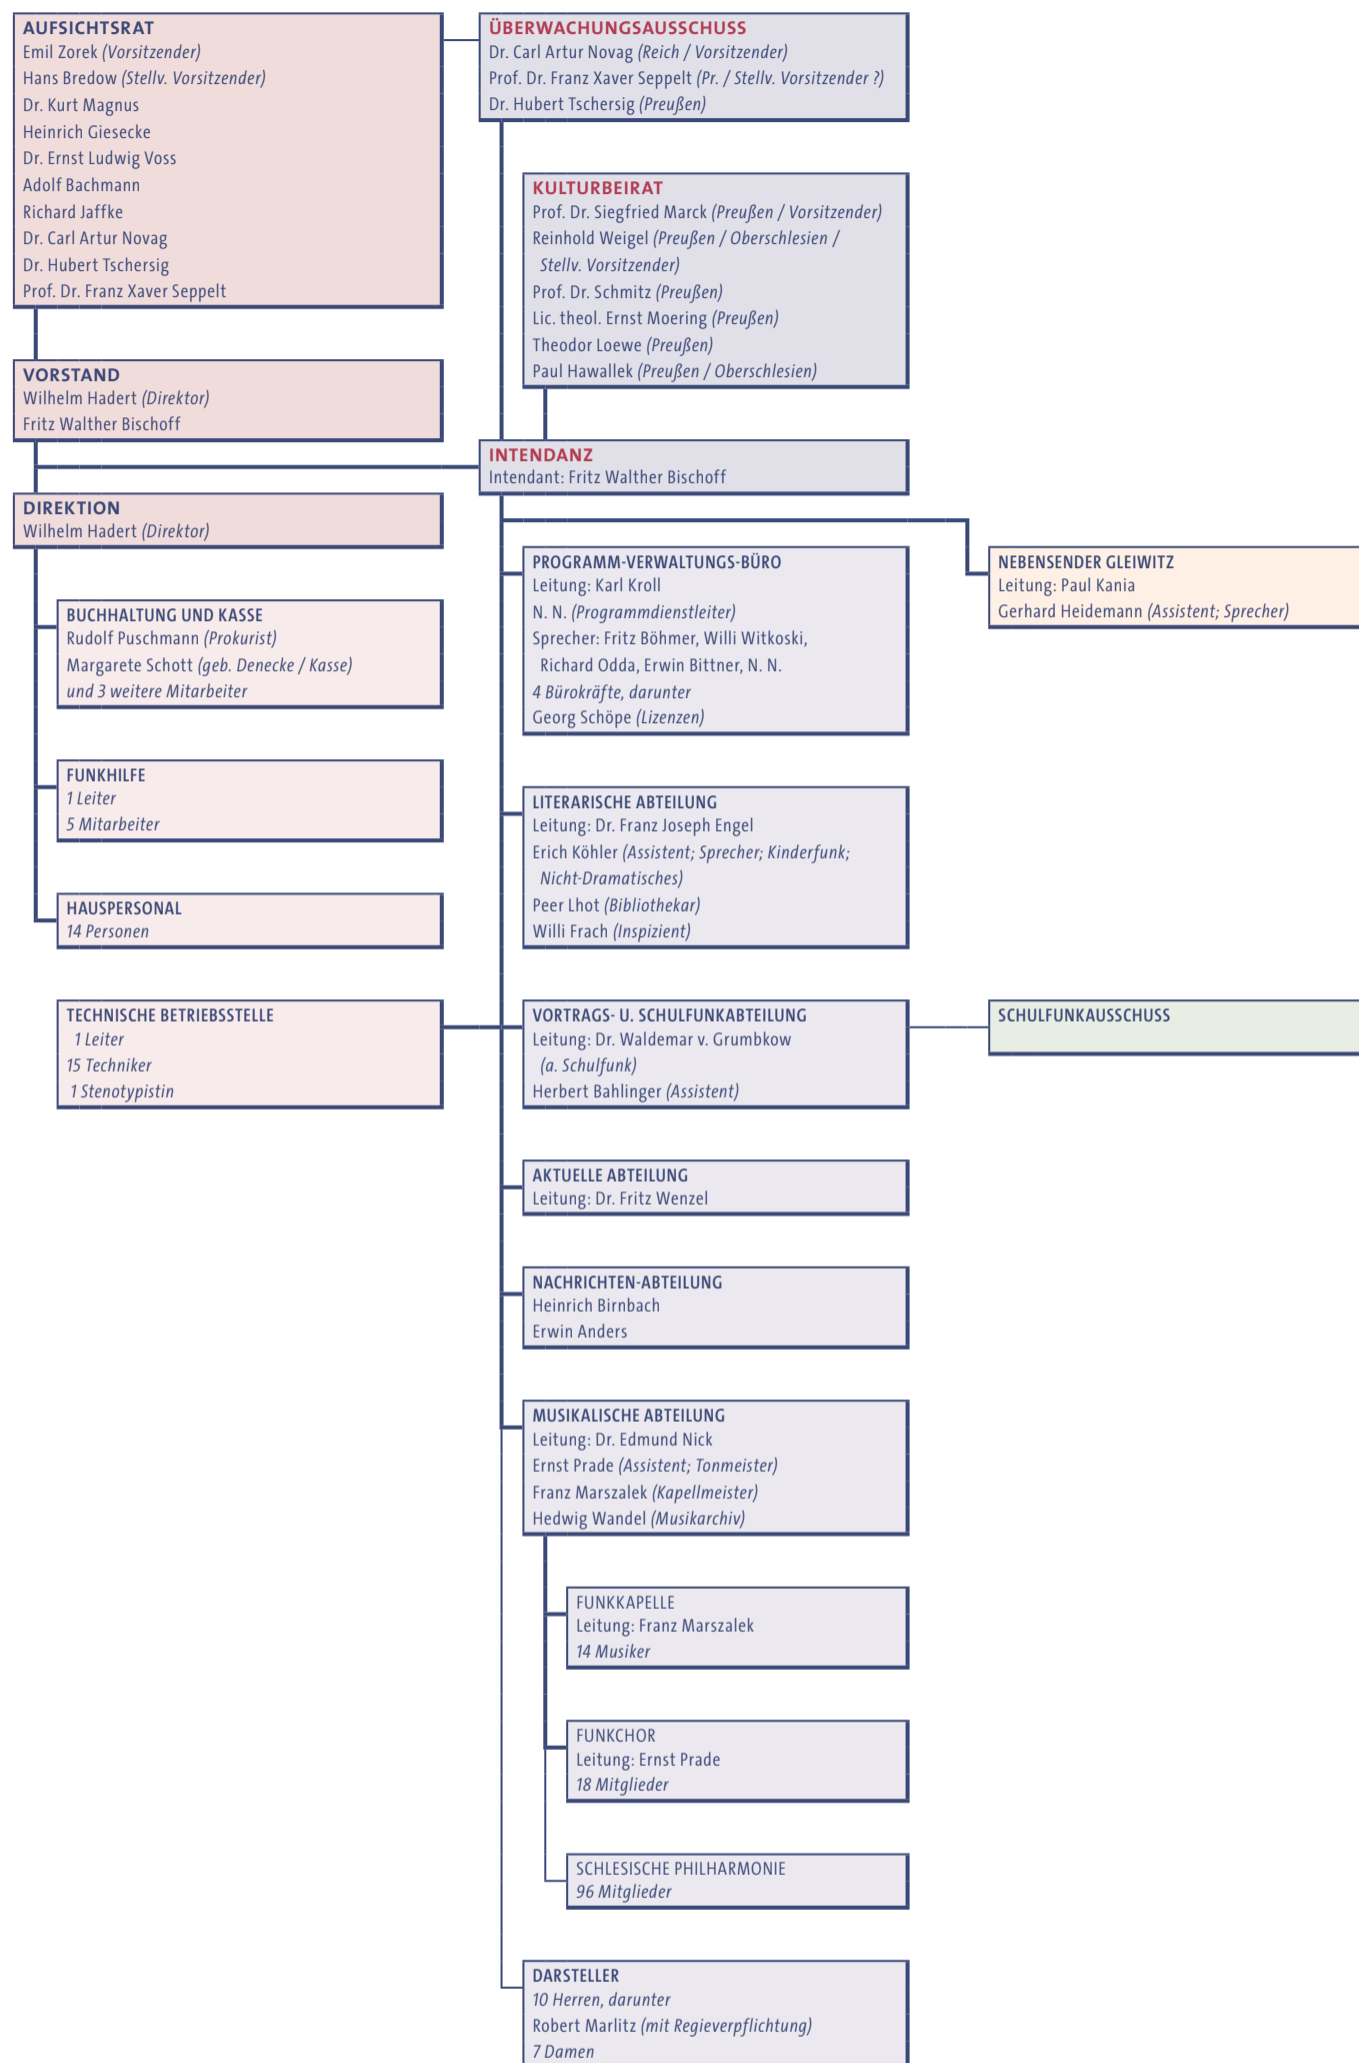 AUFSICHTSRAT
Emil Zorek (Vorsitzender)
Hans Bredow (Stellv. Vorsitzender)
Dr. Kurt Magnus
Heinrich Giesecke
Dr. Ernst Ludwig Voss
Adolf Bachmann
Richard Jaffke
Dr. Carl Artur Novag
Dr. Hubert Tschersig
Prof. Dr. Franz Xaver Seppelt
ÜBERWACHUNGSAUSSCHUSS
Dr. Carl Artur Novag (Reich / Vorsitzender)
Prof. Dr. Franz Xaver Seppelt (Pr. / Stellv. Vorsitzender ?)
Dr. Hubert Tschersig (Preußen)
KULTURBEIRAT
Prof. Dr. Siegfried Marck (Preußen / Vorsitzender)
Reinhold Weigel (Preußen / Oberschlesien /
Stellv. Vorsitzender)
Prof. Dr. Schmitz (Preußen)
Lic. theol. Ernst Moering (Preußen)
Theodor Loewe (Preußen)
Paul Hawallek (Preußen / Oberschlesien)
VORSTAND
Wilhelm Hadert (Direktor)
Fritz Walther Bischoff
INTENDANZ
Intendant: Fritz Walther Bischoff
DIREKTION
Wilhelm Hadert (Direktor)
BUCHHALTUNG UND KASSE
Rudolf Puschmann (Prokurist)
Margarete Schott (geb. Denecke / Kasse)
und 3 weitere Mitarbeiter
FUNKHILFE
1 Leiter
5 Mitarbeiter
HAUSPERSONAL
14 Personen
TECHNISCHE BETRIEBSSTELLE
1 Leiter
15 Techniker
1 Stenotypistin
PROGRAMM-VERWALTUNGS-BÜRO
Leitung: Karl Kroll
N. N. (Programmdienstleiter)
Sprecher: Fritz Böhmer, Willi Witkoski,
Richard Odda, Erwin Bittner, N. N.
4 Bürokräfte, darunter
Georg Schöpe (Lizenzen)
NEBENSENDER GLEIWITZ
Leitung: Paul Kania
Gerhard Heidemann (Assistent; Sprecher)
LITERARISCHE ABTEILUNG
Leitung: Dr. Franz Joseph Engel
Erich Köhler (Assistent; Sprecher; Kinderfunk;
Nicht-Dramatisches)
Peer Lhot (Bibliothekar)
Willi Frach (Inspizient)
VORTRAGS- U. SCHULFUNKABTEILUNG
Leitung: Dr. Waldemar v. Grumbkow
(a. Schulfunk)
Herbert Bahlinger (Assistent)
SCHULFUNKAUSSCHUSS
AKTUELLE ABTEILUNG
Leitung: Dr. Fritz Wenzel
NACHRICHTEN-ABTEILUNG
Heinrich Birnbach
Erwin Anders
MUSIKALISCHE ABTEILUNG
Leitung: Dr. Edmund Nick
Ernst Prade (Assistent; Tonmeister)
Franz Marszalek (Kapellmeister)
Hedwig Wandel (Musikarchiv)
FUNKKAPELLE
Leitung: Franz Marszalek
14 Musiker
FUNKCHOR
Leitung: Ernst Prade
18 Mitglieder
SCHLESISCHE PHILHARMONIE
96 Mitglieder
DARSTELLER
10 Herren, darunter
Robert Marlitz (mit Regieverpflichtung)
7 Damen